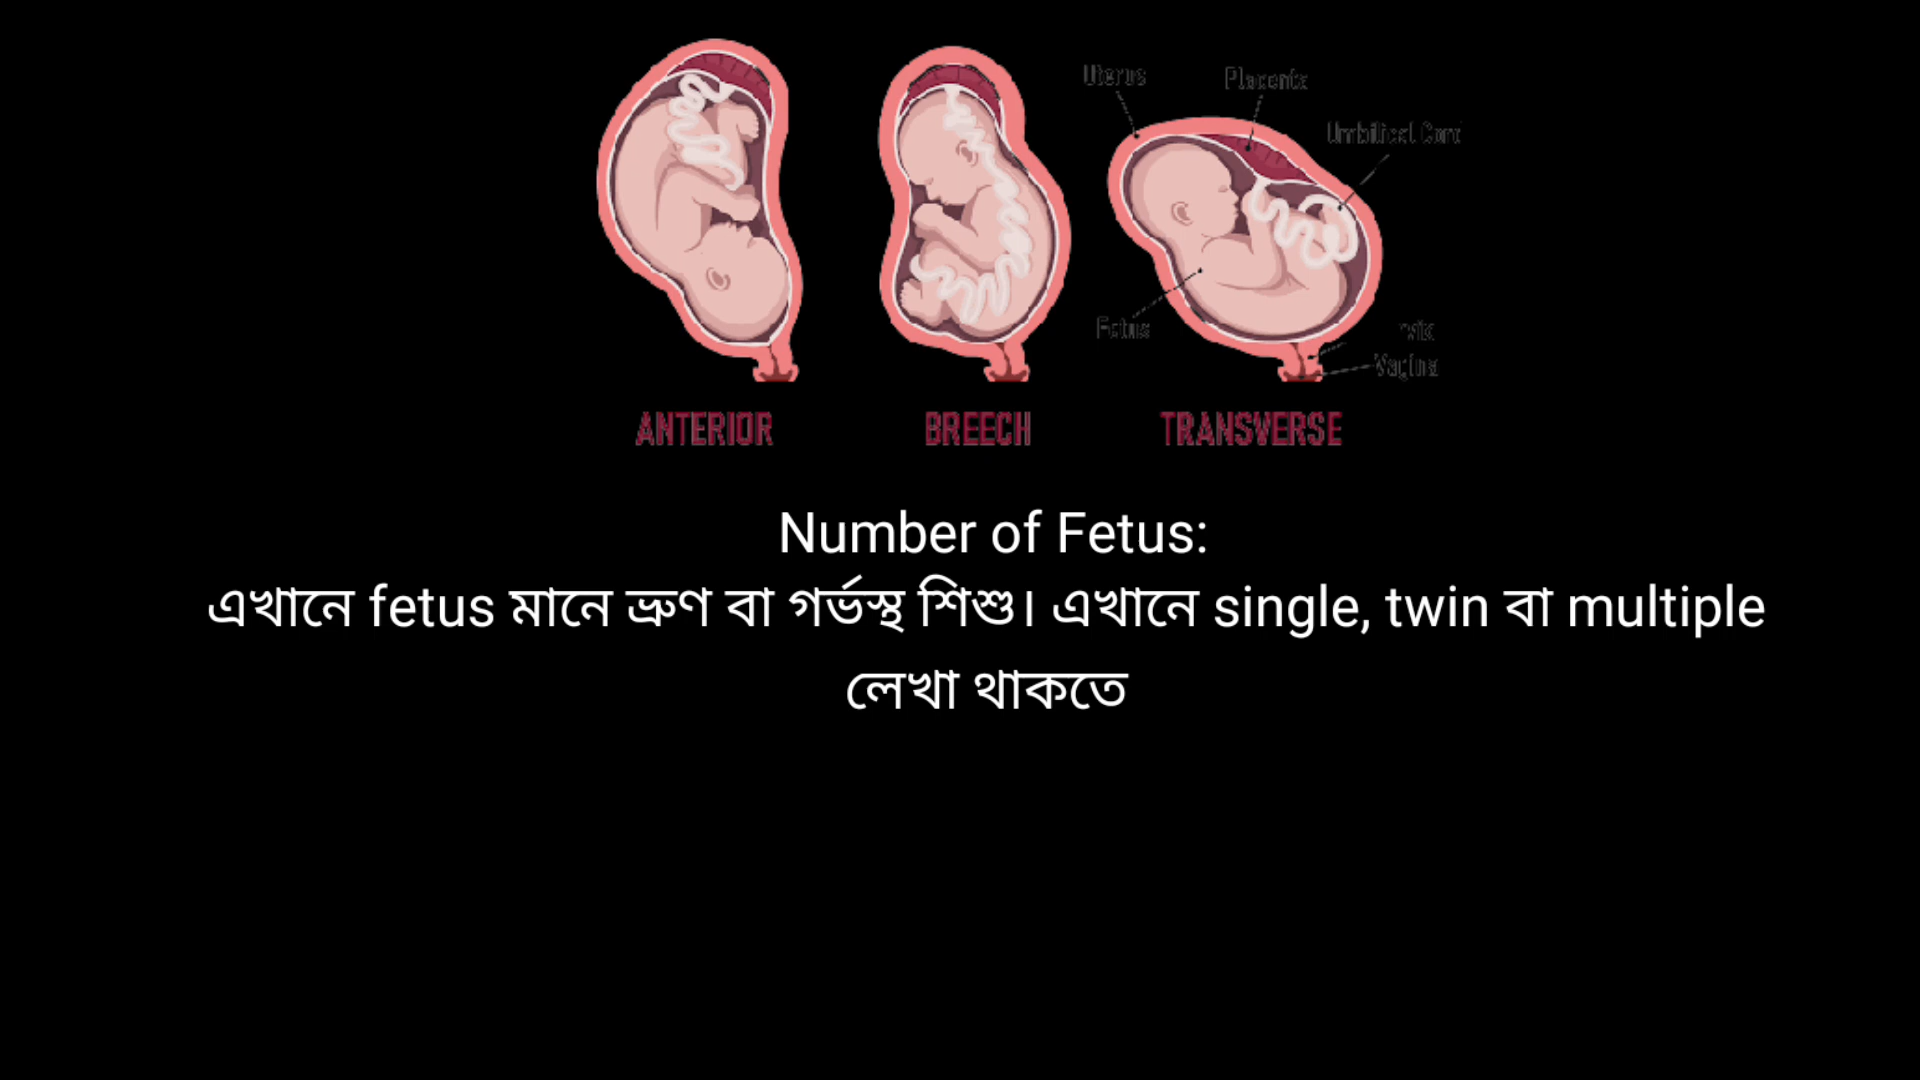 Uterus
Placenta
Umbilical Cord
Fetus
Vagina
ANTERIOR
BREECH
TRANSVERSE
Number of Fetus:
এখানে fetus মানে ভ্রুণ বা গর্ভস্থ শিশু। এখানে single, twin বা multiple
লেখা থাকতে